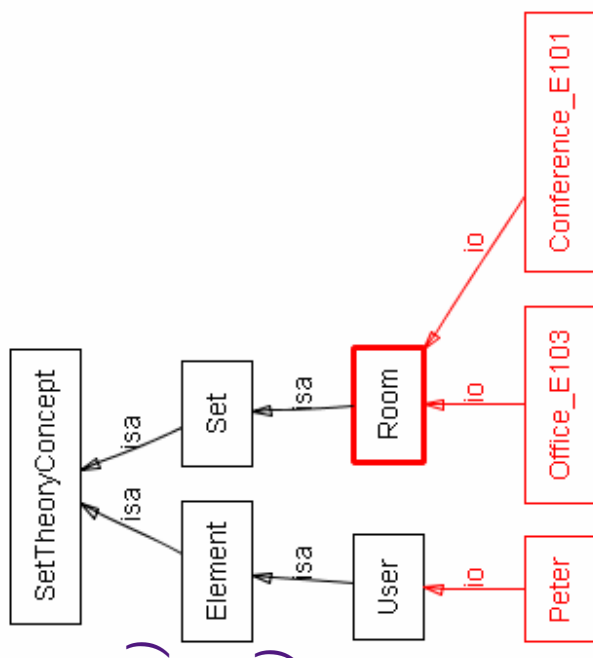 SetTheoryConcept
isa
isa
Element
Set
isa
isa
User
Room
io
io
io
Peter
Office_E103
Conference_E101